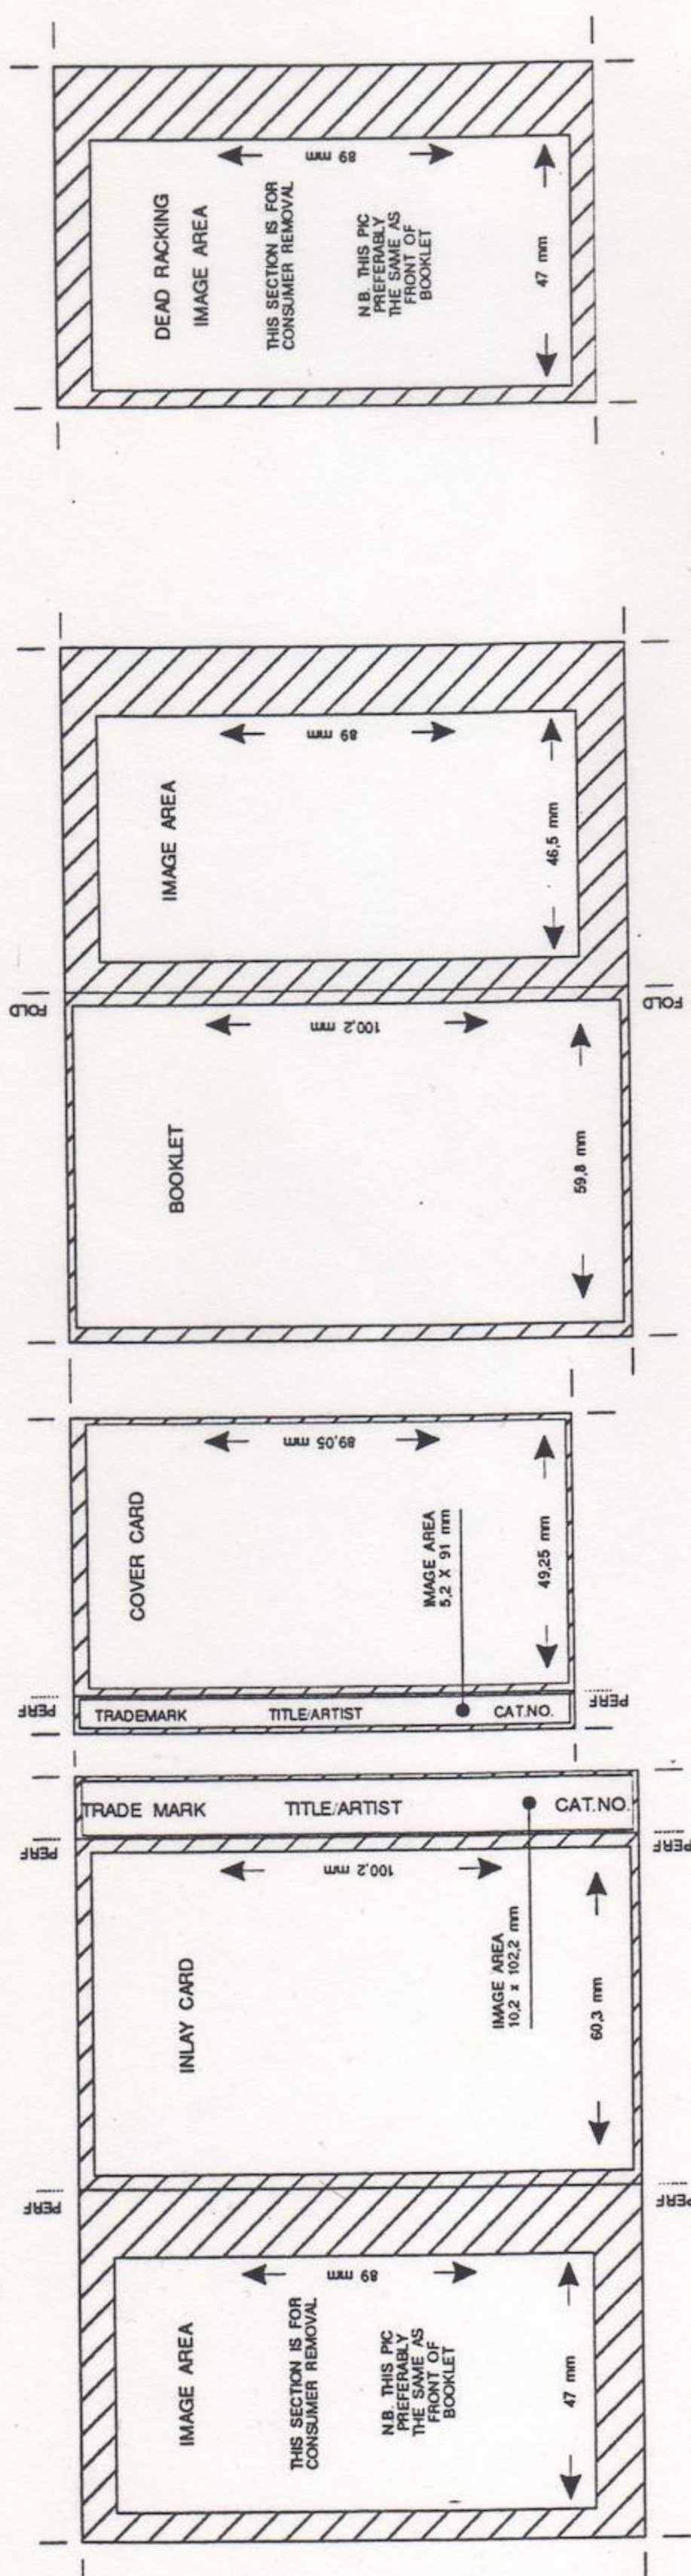 DEAD RACKING
IMAGE AREA
THIS SECTION IS FOR
CONSUMER REMOVAL
N.B. THIS PIC
PREFERABLY
THE SAME AS
FRONT OF
BOOKLET
89 mm
47 mm
IMAGE AREA
89 mm
46,5 mm
FOLD
FOLD
BOOKLET
100,2 mm
59,8 mm
COVER CARD
89,05 mm
IMAGE AREA
5,2 X 91 mm
49,25 mm
PERF
PERF
TRADEMARK
TITLE/ARTIST
CAT.NO.
TRADE MARK
TITLE/ARTIST
CAT.NO.
PERF
PERF
INLAY CARD
100,2 mm
IMAGE AREA
10,2 x 102,2 mm
60,3 mm
PERF
PERF
IMAGE AREA
THIS SECTION IS FOR
CONSUMER REMOVAL
N.B. THIS PIC
PREFERABLY
THE SAME AS
FRONT OF
BOOKLET
89 mm
47 mm